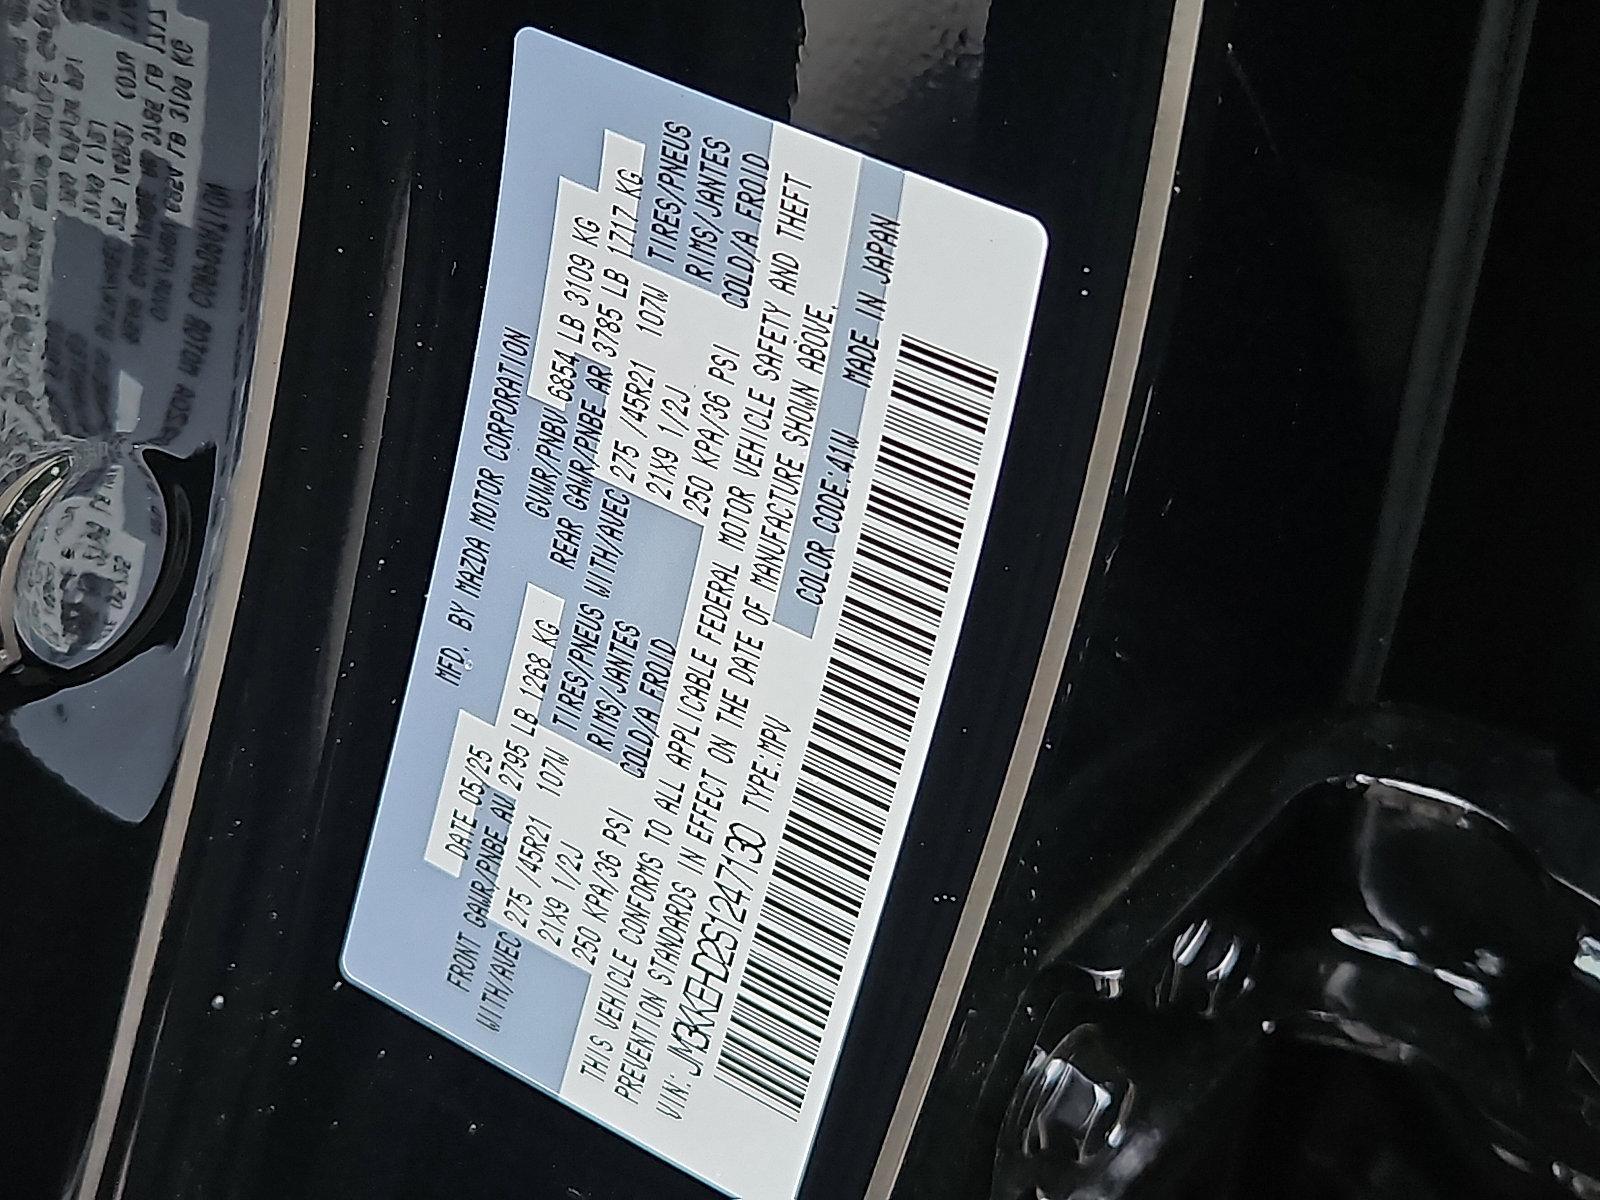 MFD. BY MAZDA MOTOR CORPORATION
DATE 05/25 GVWR/PNBV 6854 LB 3109 KG
FRONT GAWR/PNBE AV 2795 LB 1268 KG REAR GAWR/PNBE AR 3785 LB 1717 KG
WITH/AVEC 275 /45R21 107W TIRES/PNEUS WITH/AVEC 275 /45R21 107W TIRES/PNEUS
21X9 1/2J RIMS/JANTES 21X9 1/2J RIMS/JANTES
250 KPA/36 PSI COLD/A FROID 250 KPA/36 PSI COLD/A FROID
THIS VEHICLE CONFORMS TO ALL APPLICABLE FEDERAL MOTOR VEHICLE SAFETY AND THEFT
PREVENTION STANDARDS IN EFFECT ON THE DATE OF MANUFACTURE SHOWN ABOVE.
VIN: JM3KKEHD2S1247130 TYPE:MPV COLOR CODE:41W MADE IN JAPAN